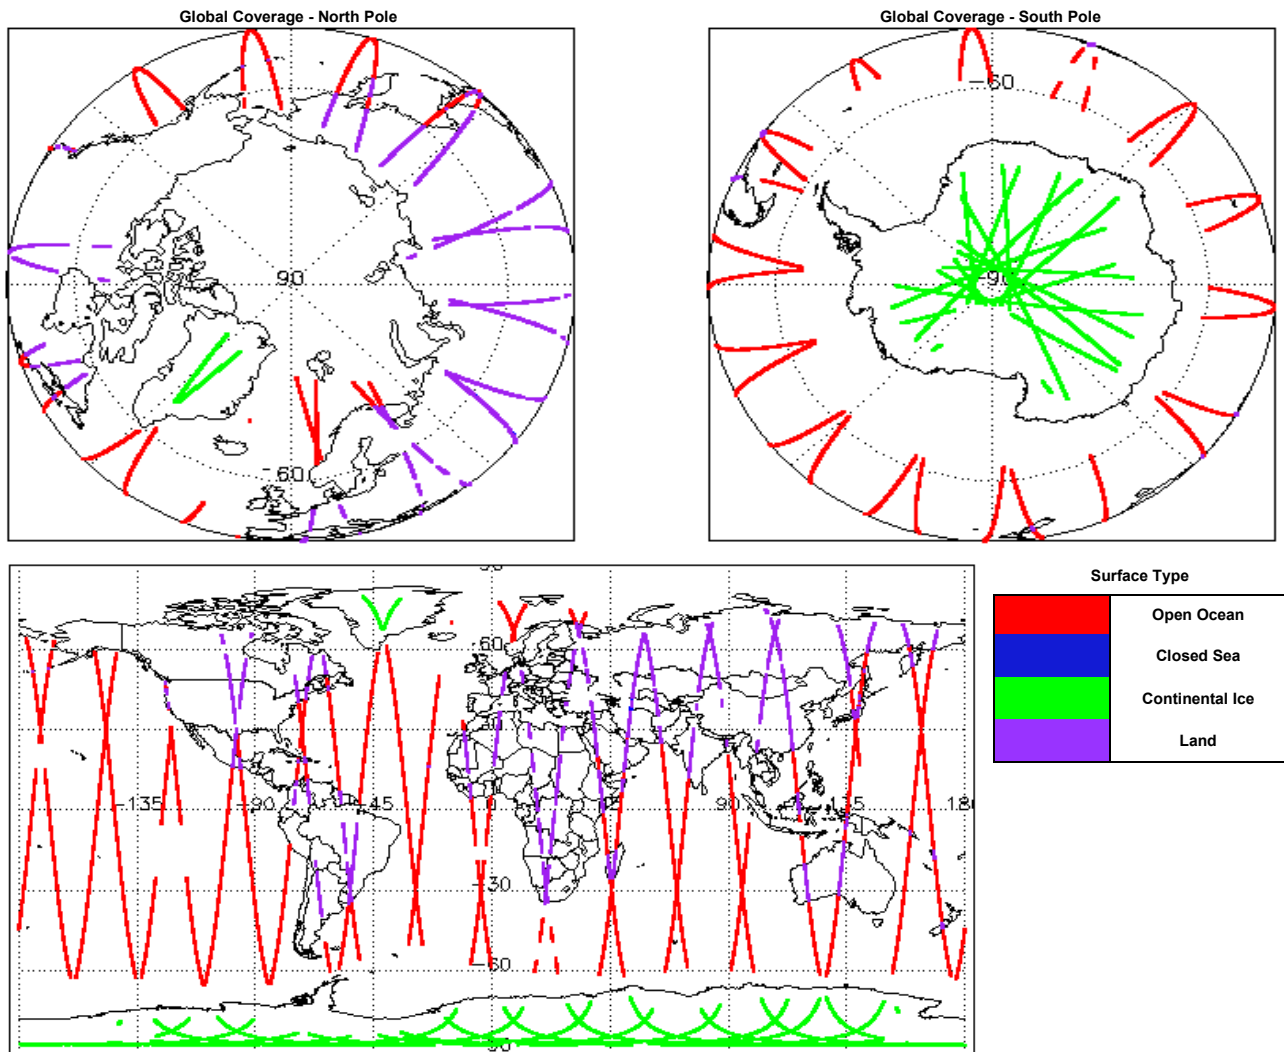 Global Coverage - North Pole
Global Coverage - South Pole
90
60
-60
-90
60
-135
-90
-45
0
90
135
180
-30
-60
Surface Type
Open Ocean
Closed Sea
Continental Ice
Land